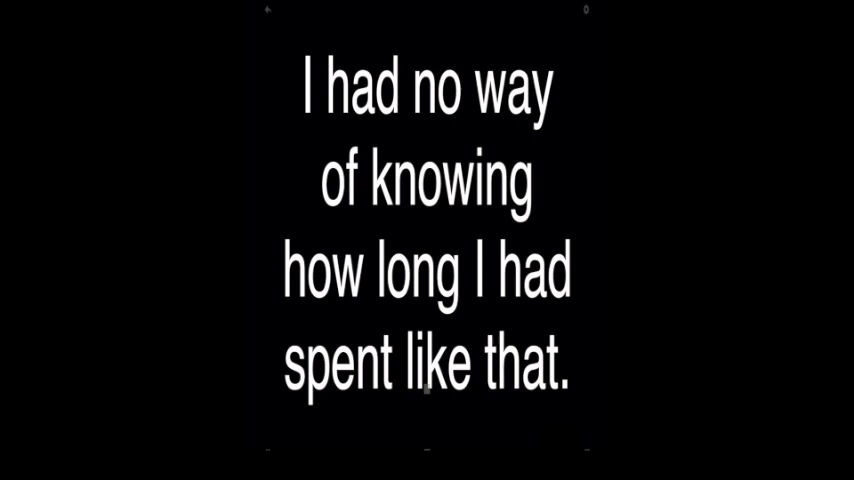 I had no way
of knowing
how long I had
spent like that.